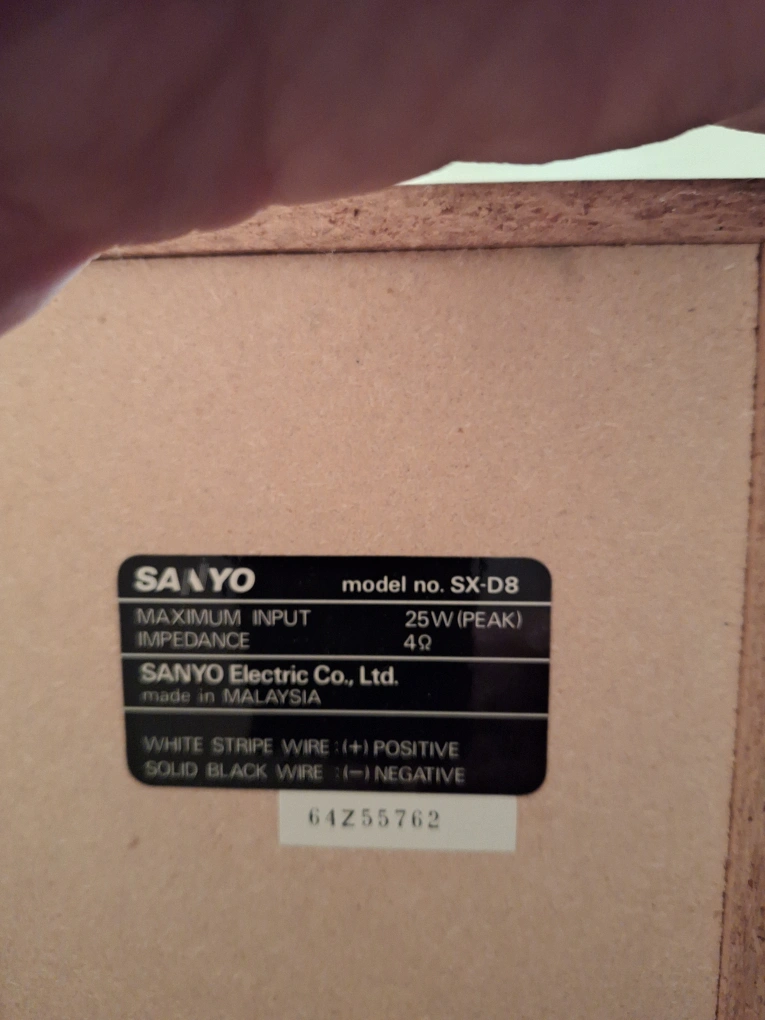 SANYO model no. SX-D8
MAXIMUM INPUT 25W (PEAK)
IMPEDANCE 4Ω
SANYO Electric Co., Ltd.
made in MALAYSIA
WHITE STRIPE WIRE : (+) POSITIVE
SOLID BLACK WIRE : (−) NEGATIVE
64Z55762